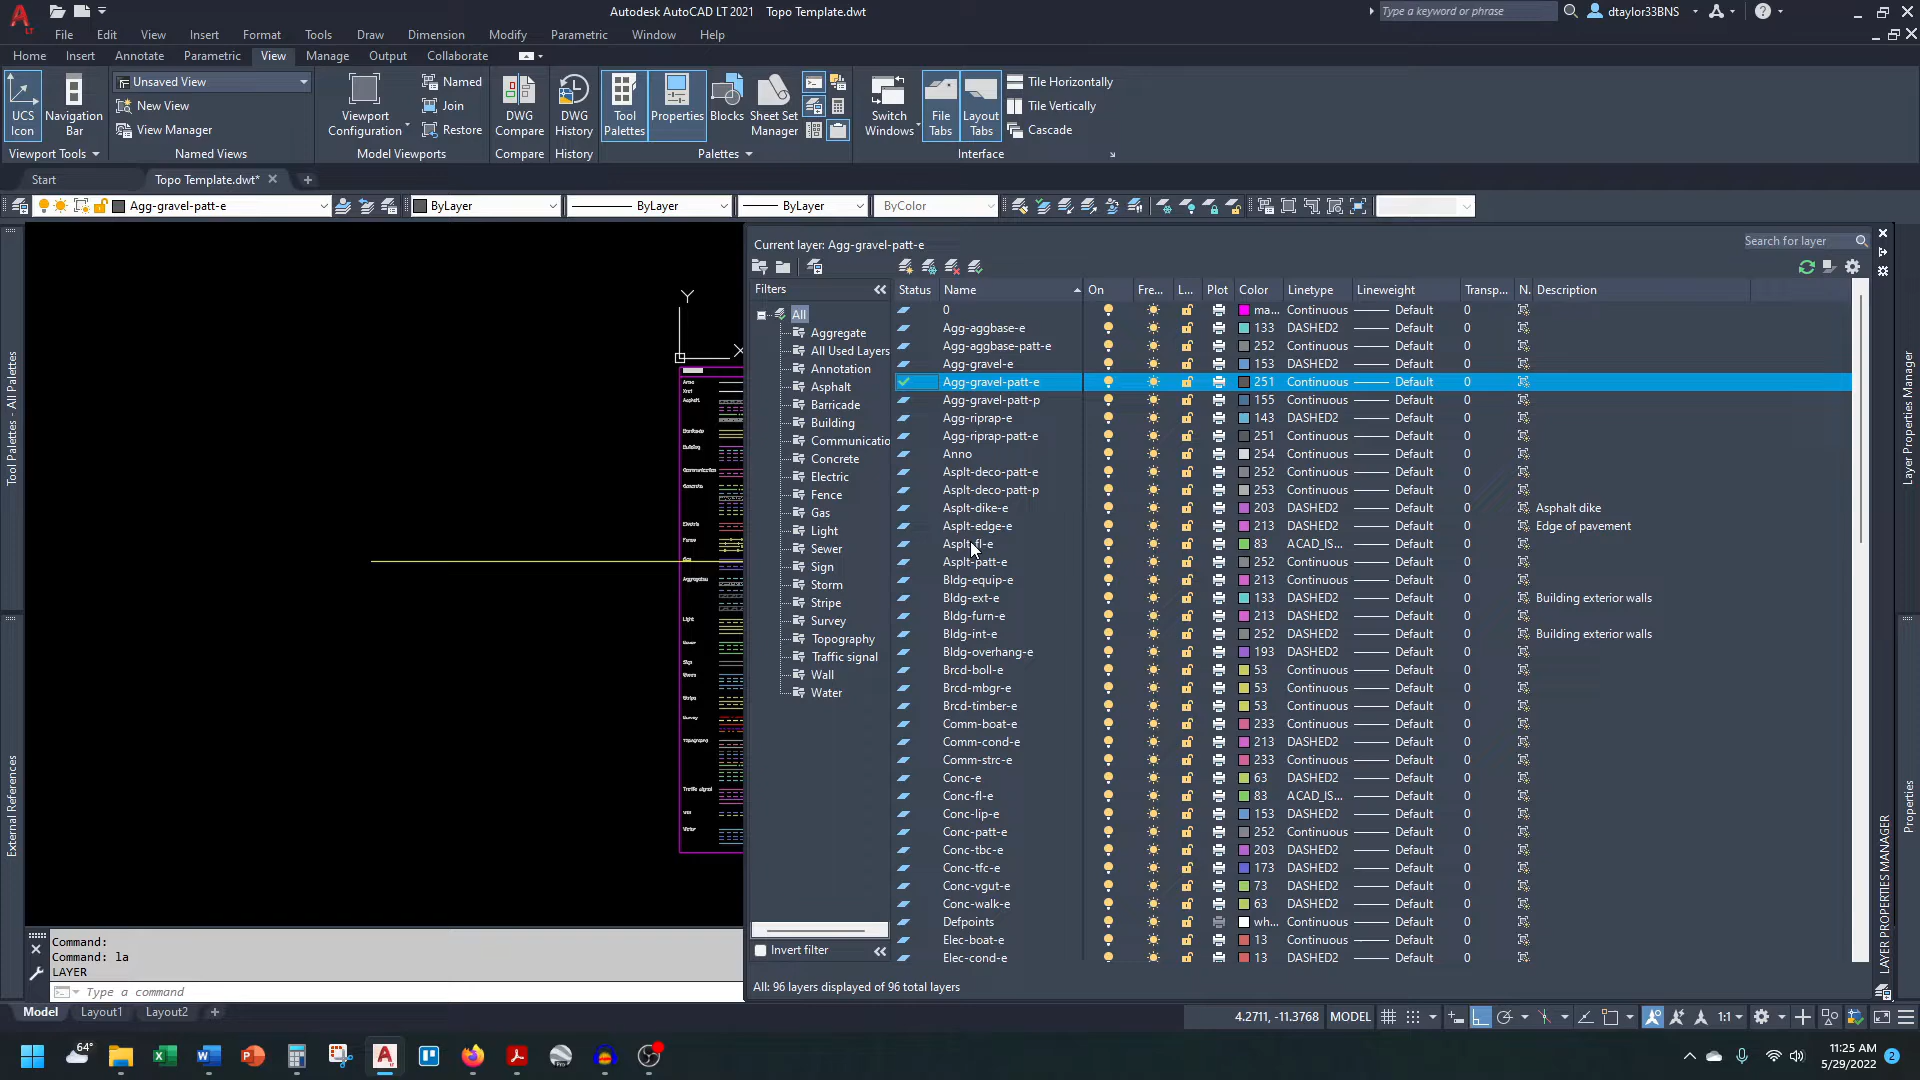 Autodesk AutoCAD LT 2021 Topo Template.dwt
Type a keyword or phrase
dtaylor33BNS
File Edit View Insert Format Tools Draw Dimension Modify Parametric Window Help
Home Insert Annotate Parametric View Manage Output Collaborate
UCS Icon
Navigation Bar
Unsaved View
New View
View Manager
Viewport Configuration
Named
Join
Restore
DWG Compare
DWG History
Tool Palettes
Properties
Blocks
Sheet Set Manager
Switch Windows
File Tabs
Layout Tabs
Tile Horizontally
Tile Vertically
Cascade
Viewport Tools Named Views Model Viewports Compare History Palettes Interface
Start Topo Template.dwt*
Agg-gravel-patt-e ByLayer ByLayer ByLayer ByColor
Tool Palettes - All Palettes
External References
Y
X
Current layer: Agg-gravel-patt-e
Search for layer
Filters
All
Aggregate
All Used Layers
Annotation
Asphalt
Barricade
Building
Communicatio
Concrete
Electric
Fence
Gas
Light
Sewer
Sign
Storm
Stripe
Survey
Topography
Traffic signal
Wall
Water
Invert filter
Status Name On Fre... L... Plot Color Linetype Lineweight Transp... N. Description
0 ma... Continuous Default 0
Agg-aggbase-e 133 DASHED2 Default 0
Agg-aggbase-patt-e 252 Continuous Default 0
Agg-gravel-e 153 DASHED2 Default 0
Agg-gravel-patt-e 251 Continuous Default 0
Agg-gravel-patt-p 155 Continuous Default 0
Agg-riprap-e 143 DASHED2 Default 0
Agg-riprap-patt-e 251 Continuous Default 0
Anno 254 Continuous Default 0
Asplt-deco-patt-e 252 Continuous Default 0
Asplt-deco-patt-p 253 Continuous Default 0
Asplt-dike-e 203 DASHED2 Default 0 Asphalt dike
Asplt-edge-e 213 DASHED2 Default 0 Edge of pavement
Asplt-fl-e 83 ACAD_IS... Default 0
Asplt-patt-e 252 Continuous Default 0
Bldg-equip-e 213 DASHED2 Default 0
Bldg-ext-e 133 DASHED2 Default 0 Building exterior walls
Bldg-furn-e 213 DASHED2 Default 0
Bldg-int-e 252 DASHED2 Default 0 Building exterior walls
Bldg-overhang-e 193 DASHED2 Default 0
Brcd-boll-e 53 Continuous Default 0
Brcd-mbgr-e 53 Continuous Default 0
Brcd-timber-e 53 Continuous Default 0
Comm-boat-e 233 Continuous Default 0
Comm-cond-e 213 DASHED2 Default 0
Comm-strc-e 233 Continuous Default 0
Conc-e 63 DASHED2 Default 0
Conc-fl-e 83 ACAD_IS... Default 0
Conc-lip-e 153 DASHED2 Default 0
Conc-patt-e 252 Continuous Default 0
Conc-tbc-e 203 DASHED2 Default 0
Conc-tfc-e 173 DASHED2 Default 0
Conc-vgut-e 73 DASHED2 Default 0
Conc-walk-e 63 DASHED2 Default 0
Defpoints wh... Continuous Default 0
Elec-boat-e 13 Continuous Default 0
Elec-cond-e 13 DASHED2 Default 0
All: 96 layers displayed of 96 total layers
Layer Properties Manager
Properties
LAYER PROPERTIES MANAGER
Command:
Command: la
LAYER
Type a command
Model Layout1 Layout2
4.2711, -11.3768 MODEL 1:1
64°
11:25 AM
5/29/2022
2